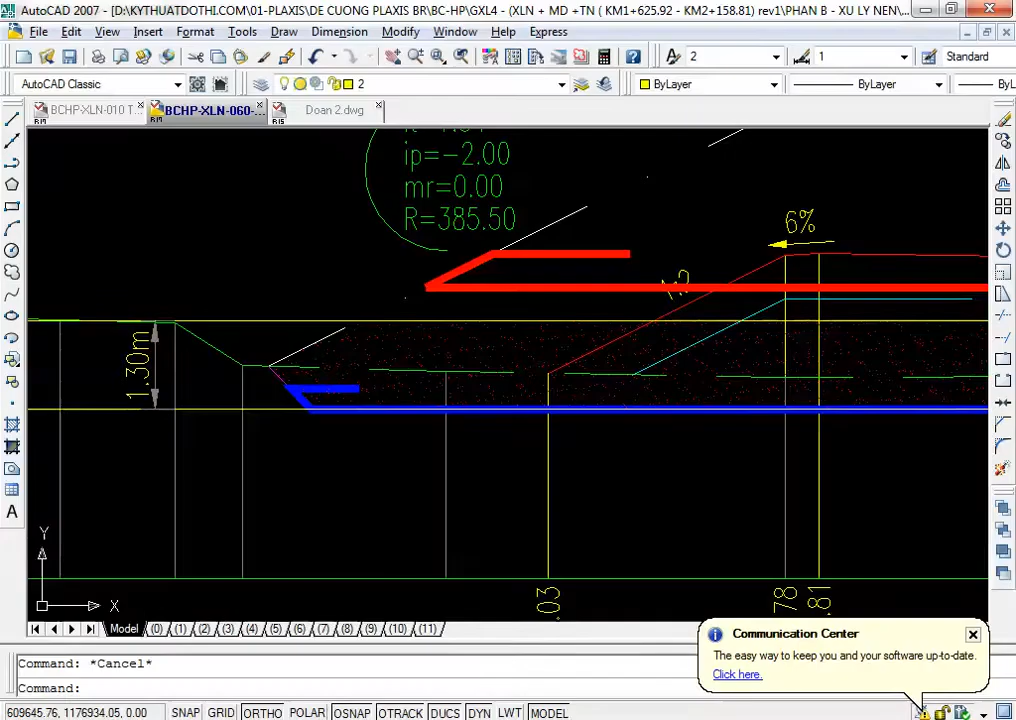 AutoCAD 2007 - [D:\KYTHUATDOTHI.COM\01-PLAXIS\DE CUONG PLAXIS BR\BC-HP\GXL4 - (XLN + MD +TN ( KM1+625.92 - KM2+158.81) rev1\PHAN B - XU LY NEN\...
File Edit View Insert Format Tools Draw Dimension Modify Window Help Express
2 1 Standard
AutoCAD Classic 2 ByLayer ByLayer ByL
BCHP-XLN-010 T... BCHP-XLN-060-... Doan 2.dwg
ip=-2.00
mr=0.00
R=385.50
6%
1:2
1.30m
.03
78
.81
Y
X
Model (0) (1) (2) (3) (4) (5) (6) (7) (8) (9) (10) (11)
Communication Center
The easy way to keep you and your software up-to-date.
Click here.
Command: *Cancel*
Command:
609645.76, 1176934.05, 0.00 SNAP GRID ORTHO POLAR OSNAP OTRACK DUCS DYN LWT MODEL